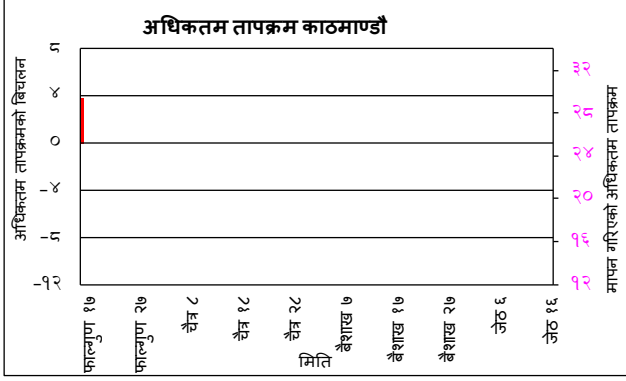 अधिकतम तापक्रम काठमाण्डौ
अधिकतम तापक्रमको बिचलन
८
४
०
-४
-८
-१२
३२
२८
२४
२०
१६
१२
मापन गरिएको अधिकतम तापक्रम
फाल्गुण १७
फाल्गुण २७
चैत्र ८
चैत्र १८
चैत्र २८
बैशाख ७
बैशाख १७
बैशाख २७
जेठ ६
जेठ १६
मिति